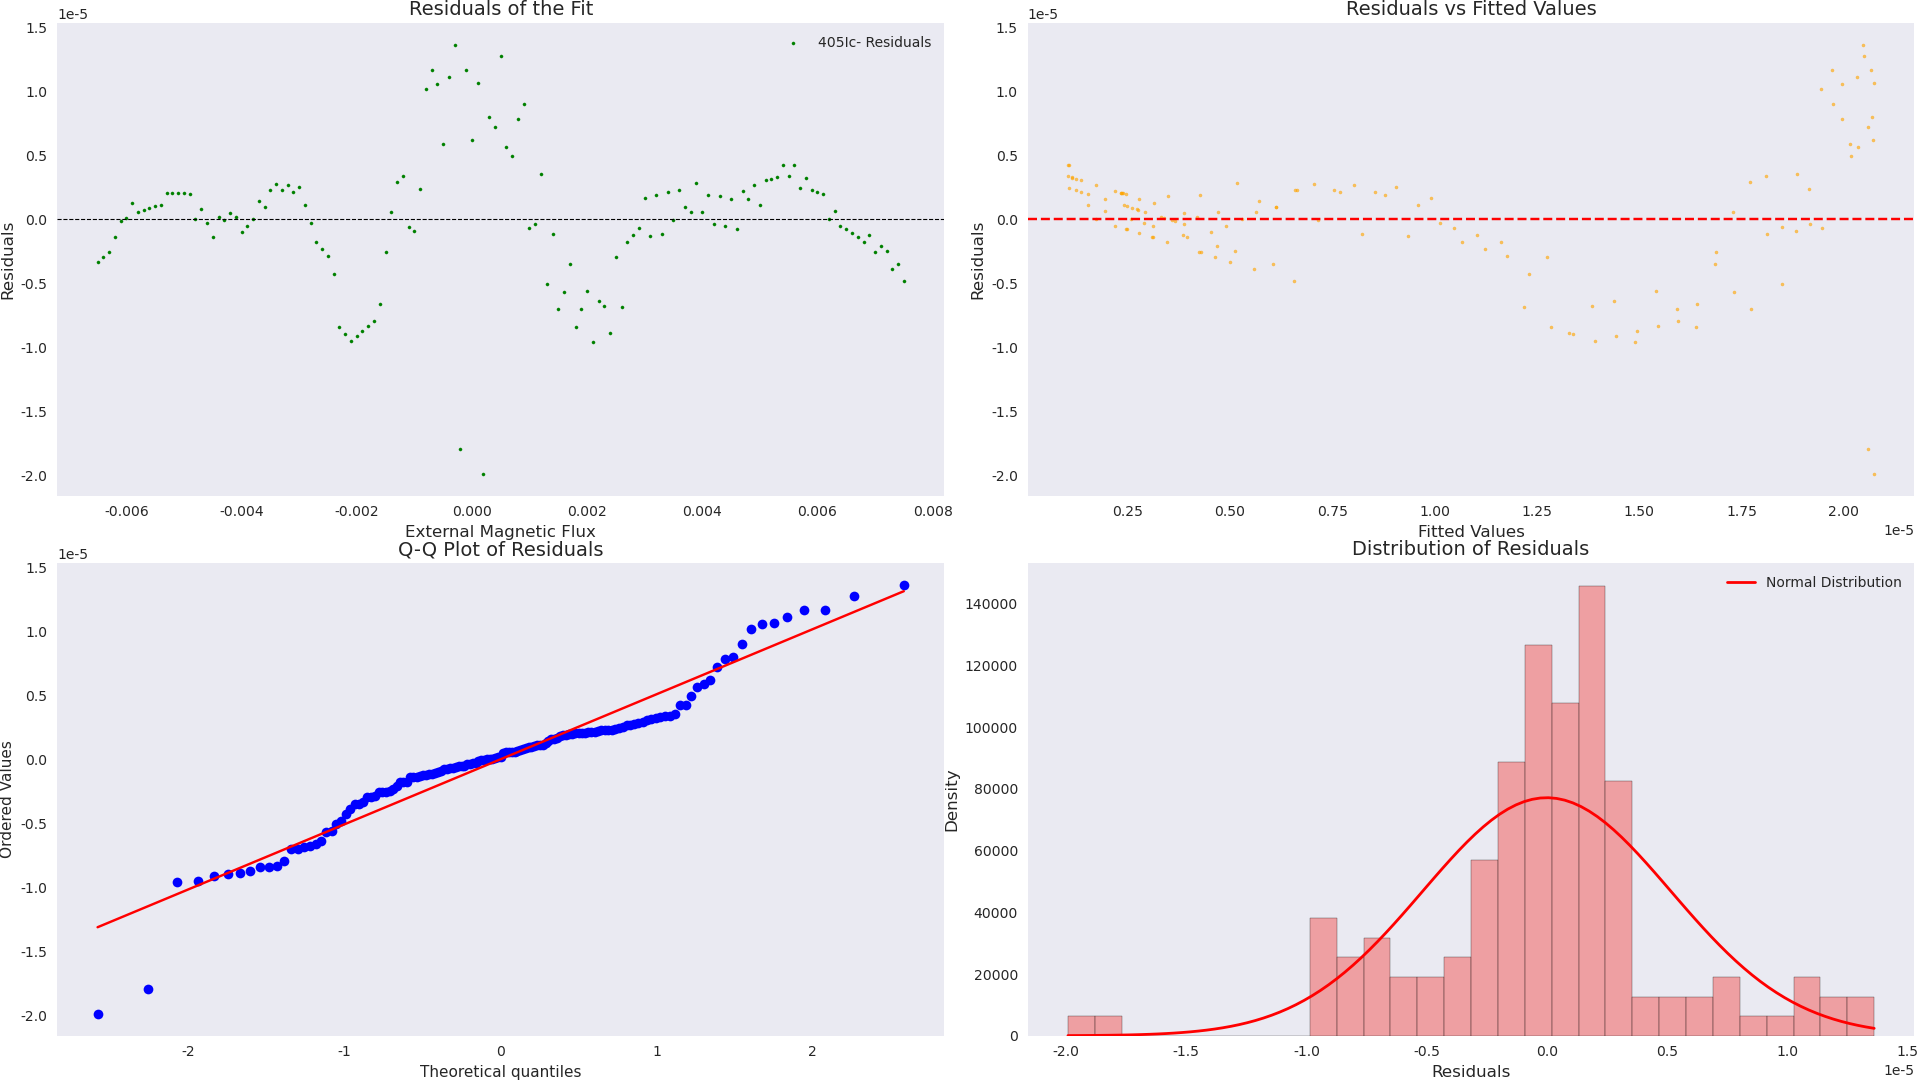 Residuals of the Fit
1e-5
405Ic- Residuals
1.5
1.0
0.5
0.0
-0.5
-1.0
-1.5
-2.0
Residuals
-0.006 -0.004 -0.002 0.000 0.002 0.004 0.006 0.008
External Magnetic Flux
Residuals vs Fitted Values
1e-5
1.5
1.0
0.5
0.0
-0.5
-1.0
-1.5
-2.0
Residuals
0.25 0.50 0.75 1.00 1.25 1.50 1.75 2.00
1e-5
Fitted Values
Q-Q Plot of Residuals
1e-5
1.5
1.0
0.5
0.0
-0.5
-1.0
-1.5
-2.0
Ordered Values
-2 -1 0 1 2
Theoretical quantiles
Distribution of Residuals
Normal Distribution
140000
120000
100000
80000
60000
40000
20000
0
Density
-2.0 -1.5 -1.0 -0.5 0.0 0.5 1.0 1.5
1e-5
Residuals